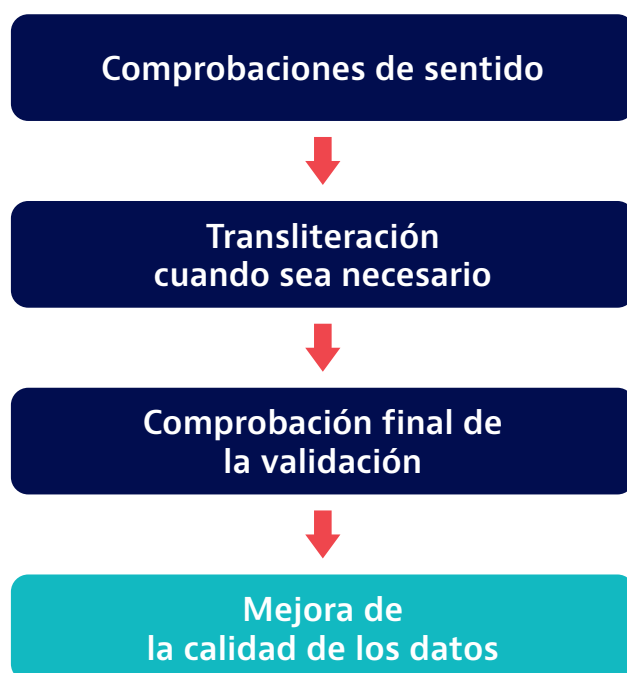 Comprobaciones de sentido
Transliteración
cuando sea necesario
Comprobación final de
la validación
Mejora de
la calidad de los datos